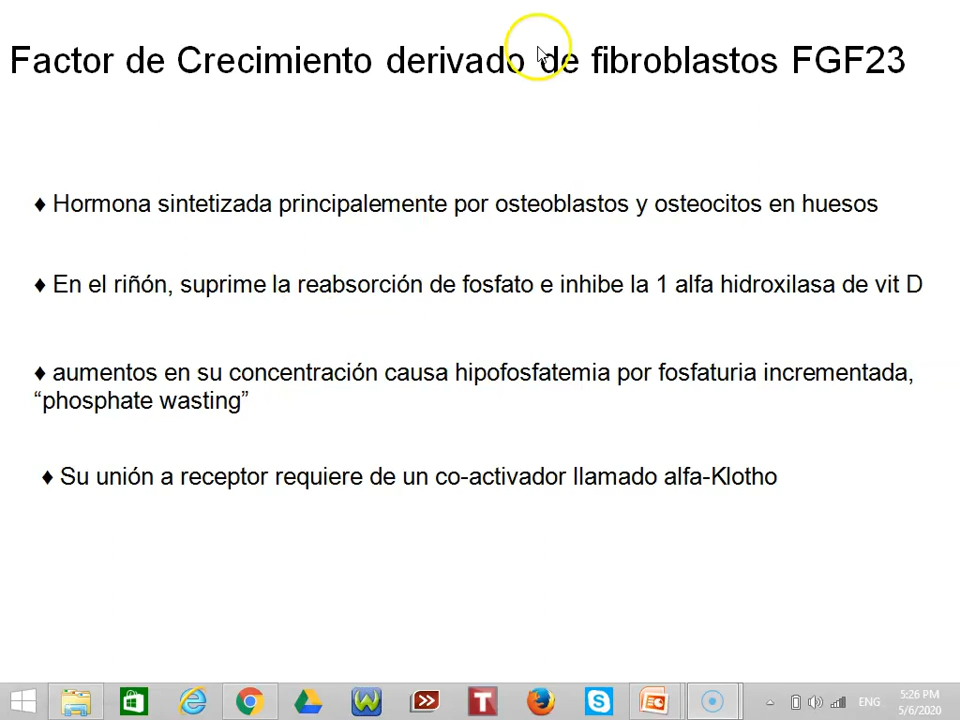 Factor de Crecimiento derivado de fibroblastos FGF23
♦ Hormona sintetizada principalemente por osteoblastos y osteocitos en huesos
♦ En el riñón, suprime la reabsorción de fosfato e inhibe la 1 alfa hidroxilasa de vit D
♦ aumentos en su concentración causa hipofosfatemia por fosfaturia incrementada,
“phosphate wasting”
♦ Su unión a receptor requiere de un co-activador llamado alfa-Klotho
ENG
5:26 PM
5/6/2020